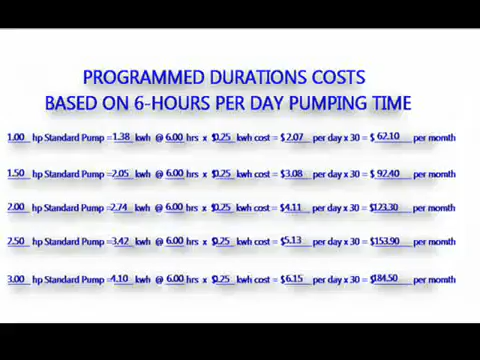 PROGRAMMED DURATIONS COSTS
BASED ON 6-HOURS PER DAY PUMPING TIME
1.00 hp Standard Pump = 1.38 kwh @ 6.00 hrs x $0.25 kwh cost = $ 2.07 per day x 30 = $ 62.10 per month
1.50 hp Standard Pump = 2.05 kwh @ 6.00 hrs x $0.25 kwh cost = $ 3.08 per day x 30 = $ 92.40 per month
2.00 hp Standard Pump = 2.74 kwh @ 6.00 hrs x $0.25 kwh cost = $ 4.11 per day x 30 = $123.30 per month
2.50 hp Standard Pump = 3.42 kwh @ 6.00 hrs x $0.25 kwh cost = $ 5.13 per day x 30 = $153.90 per month
3.00 hp Standard Pump = 4.10 kwh @ 6.00 hrs x $0.25 kwh cost = $ 6.15 per day x 30 = $184.50 per month